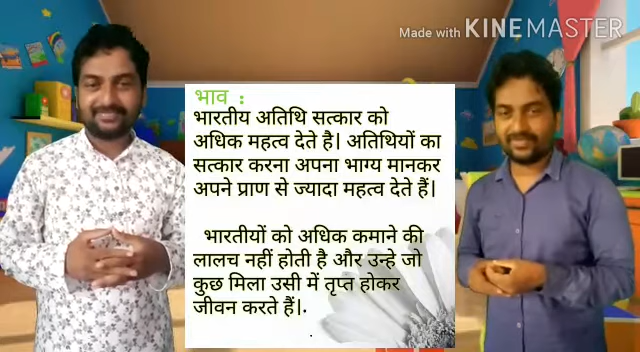 Made with KINEMASTER
भाव :
भारतीय अतिथि सत्कार को
अधिक महत्व देते है। अतिथियों का
सत्कार करना अपना भाग्य मानकर
अपने प्राण से ज्यादा महत्व देते हैं।
भारतीयों को अधिक कमाने की
लालच नहीं होती है और उन्हे जो
कुछ मिला उसी में तृप्त होकर
जीवन करते हैं।.
.